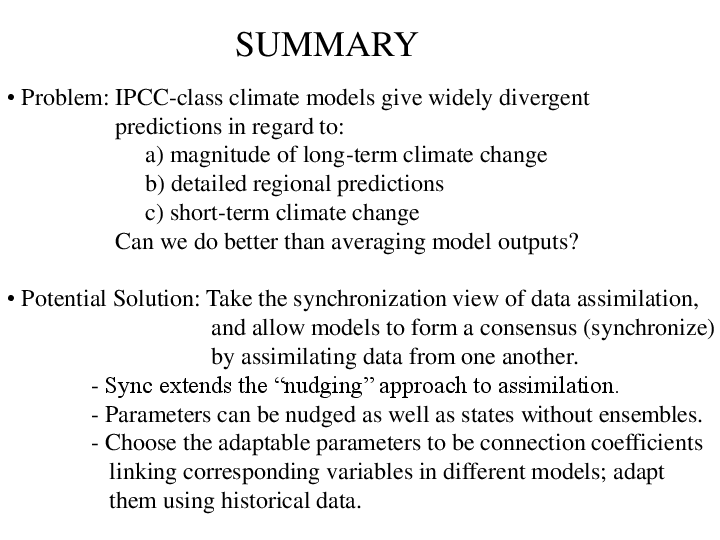 SUMMARY
• Problem: IPCC-class climate models give widely divergent
predictions in regard to:
a) magnitude of long-term climate change
b) detailed regional predictions
c) short-term climate change
Can we do better than averaging model outputs?
• Potential Solution: Take the synchronization view of data assimilation,
and allow models to form a consensus (synchronize)
by assimilating data from one another.
- Sync extends the “nudging” approach to assimilation.
- Parameters can be nudged as well as states without ensembles.
- Choose the adaptable parameters to be connection coefficients
linking corresponding variables in different models; adapt
them using historical data.